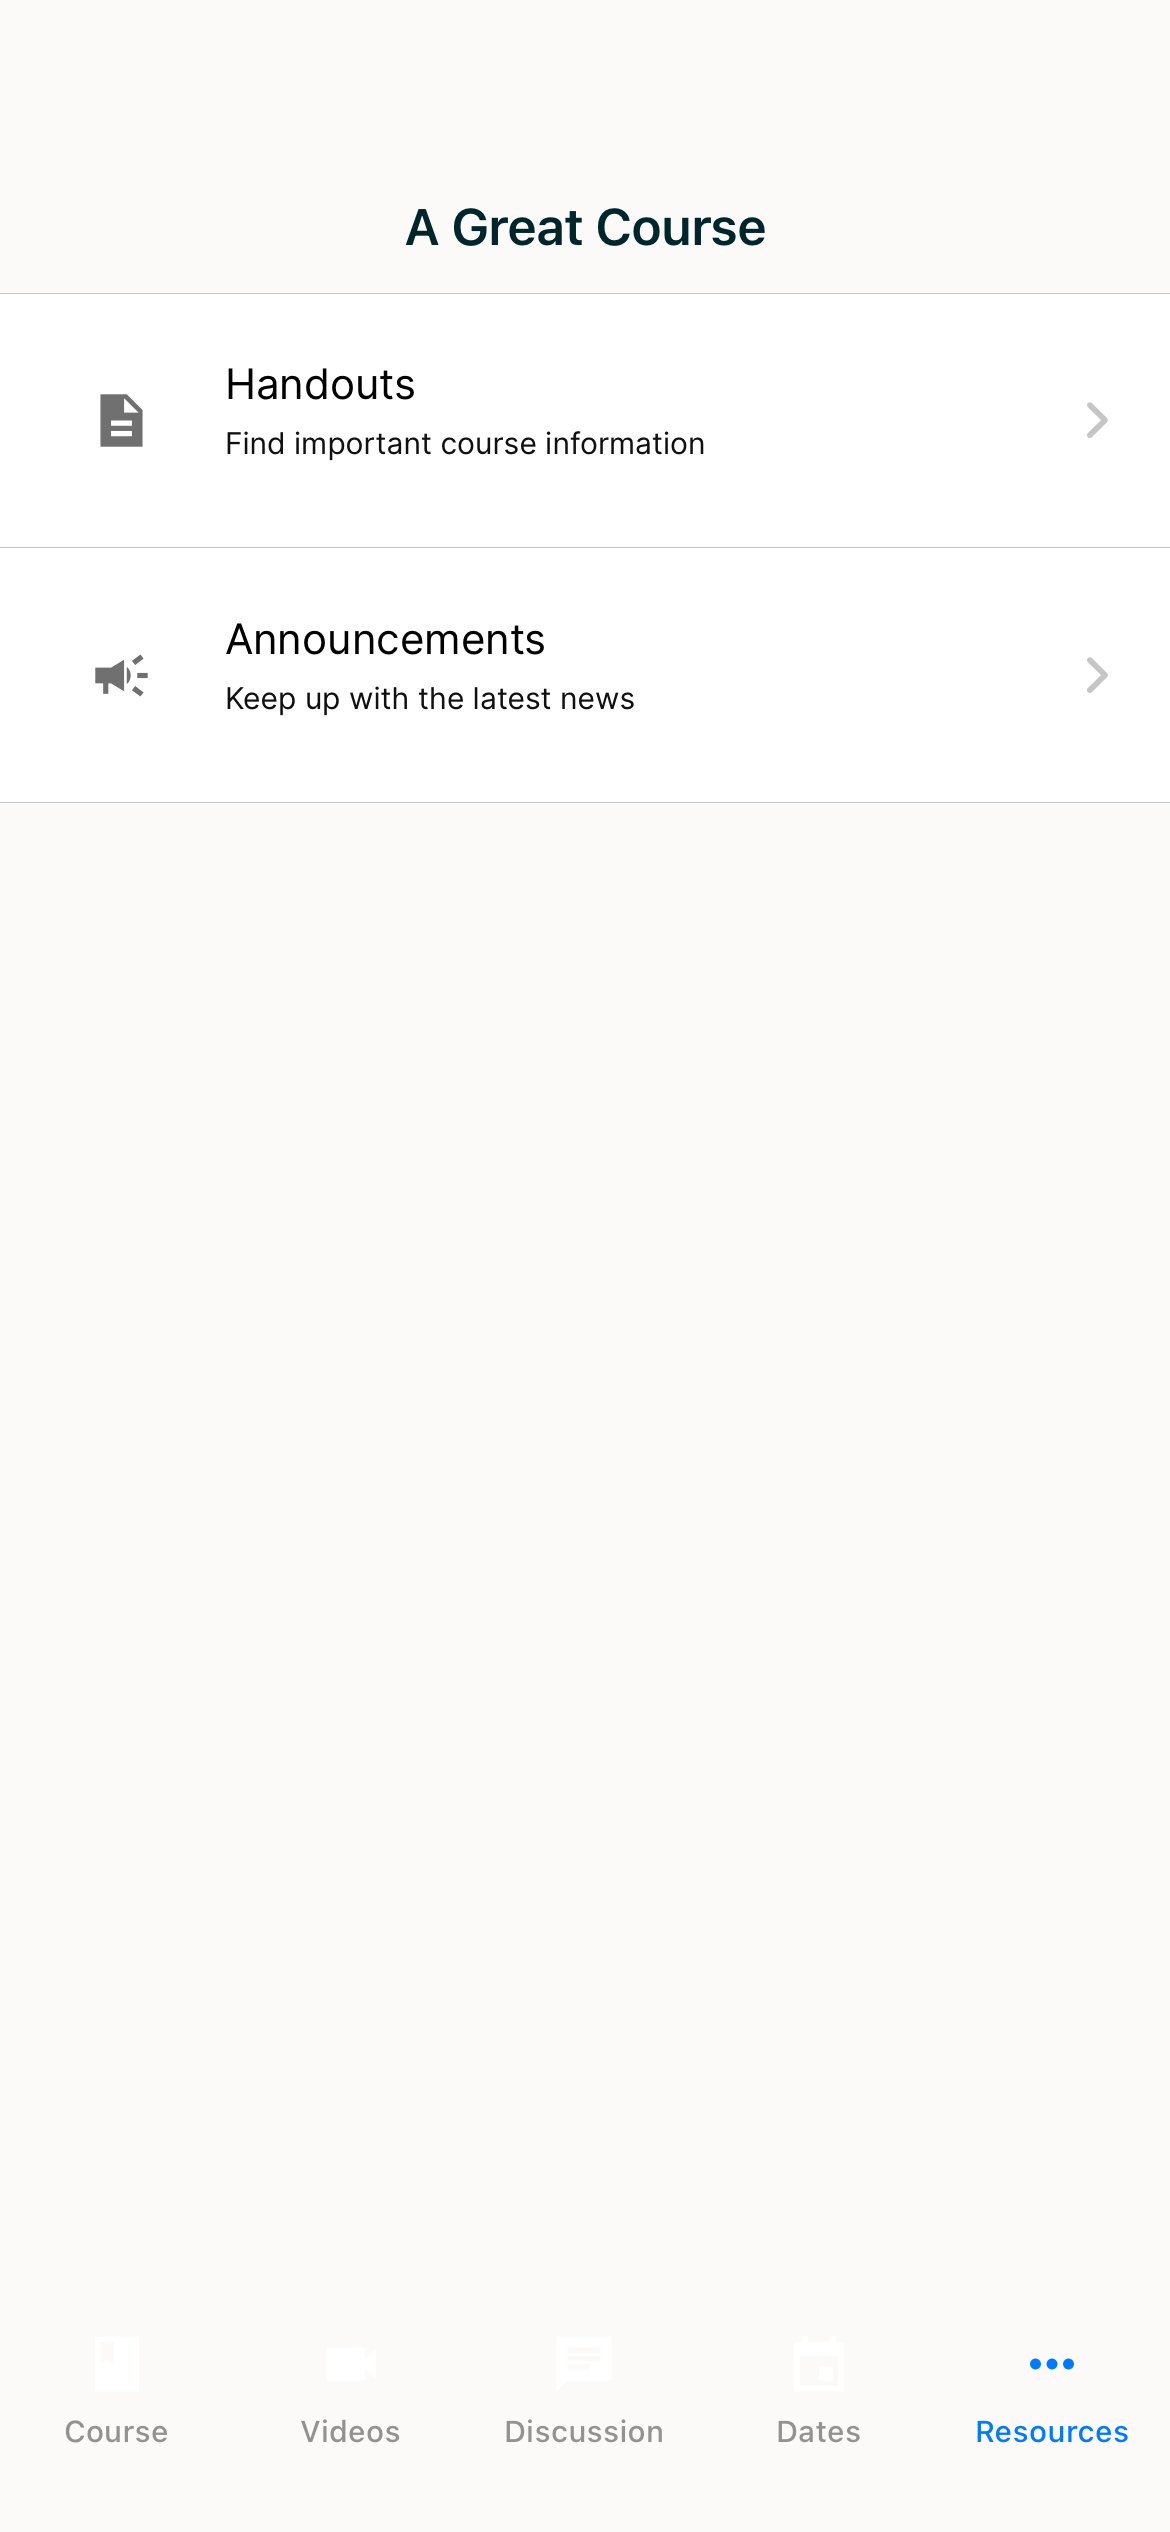 A Great Course
Handouts
Find important course information
Announcements
Keep up with the latest news
Course
Videos
Discussion
Dates
Resources